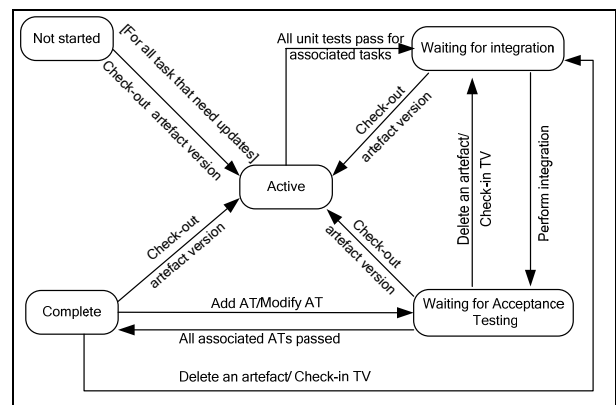 Not started
[For all task that need updates]
Check-out artefact version
All unit tests pass for
associated tasks
Waiting for integration
Check-out
artefact version
Delete an artefact/
Check-in TV
Perform integration
Active
Check-out
artefact version
Check-out
artefact version
Complete
Add AT/Modify AT
All associated ATs passed
Waiting for Acceptance
Testing
Delete an artefact/ Check-in TV